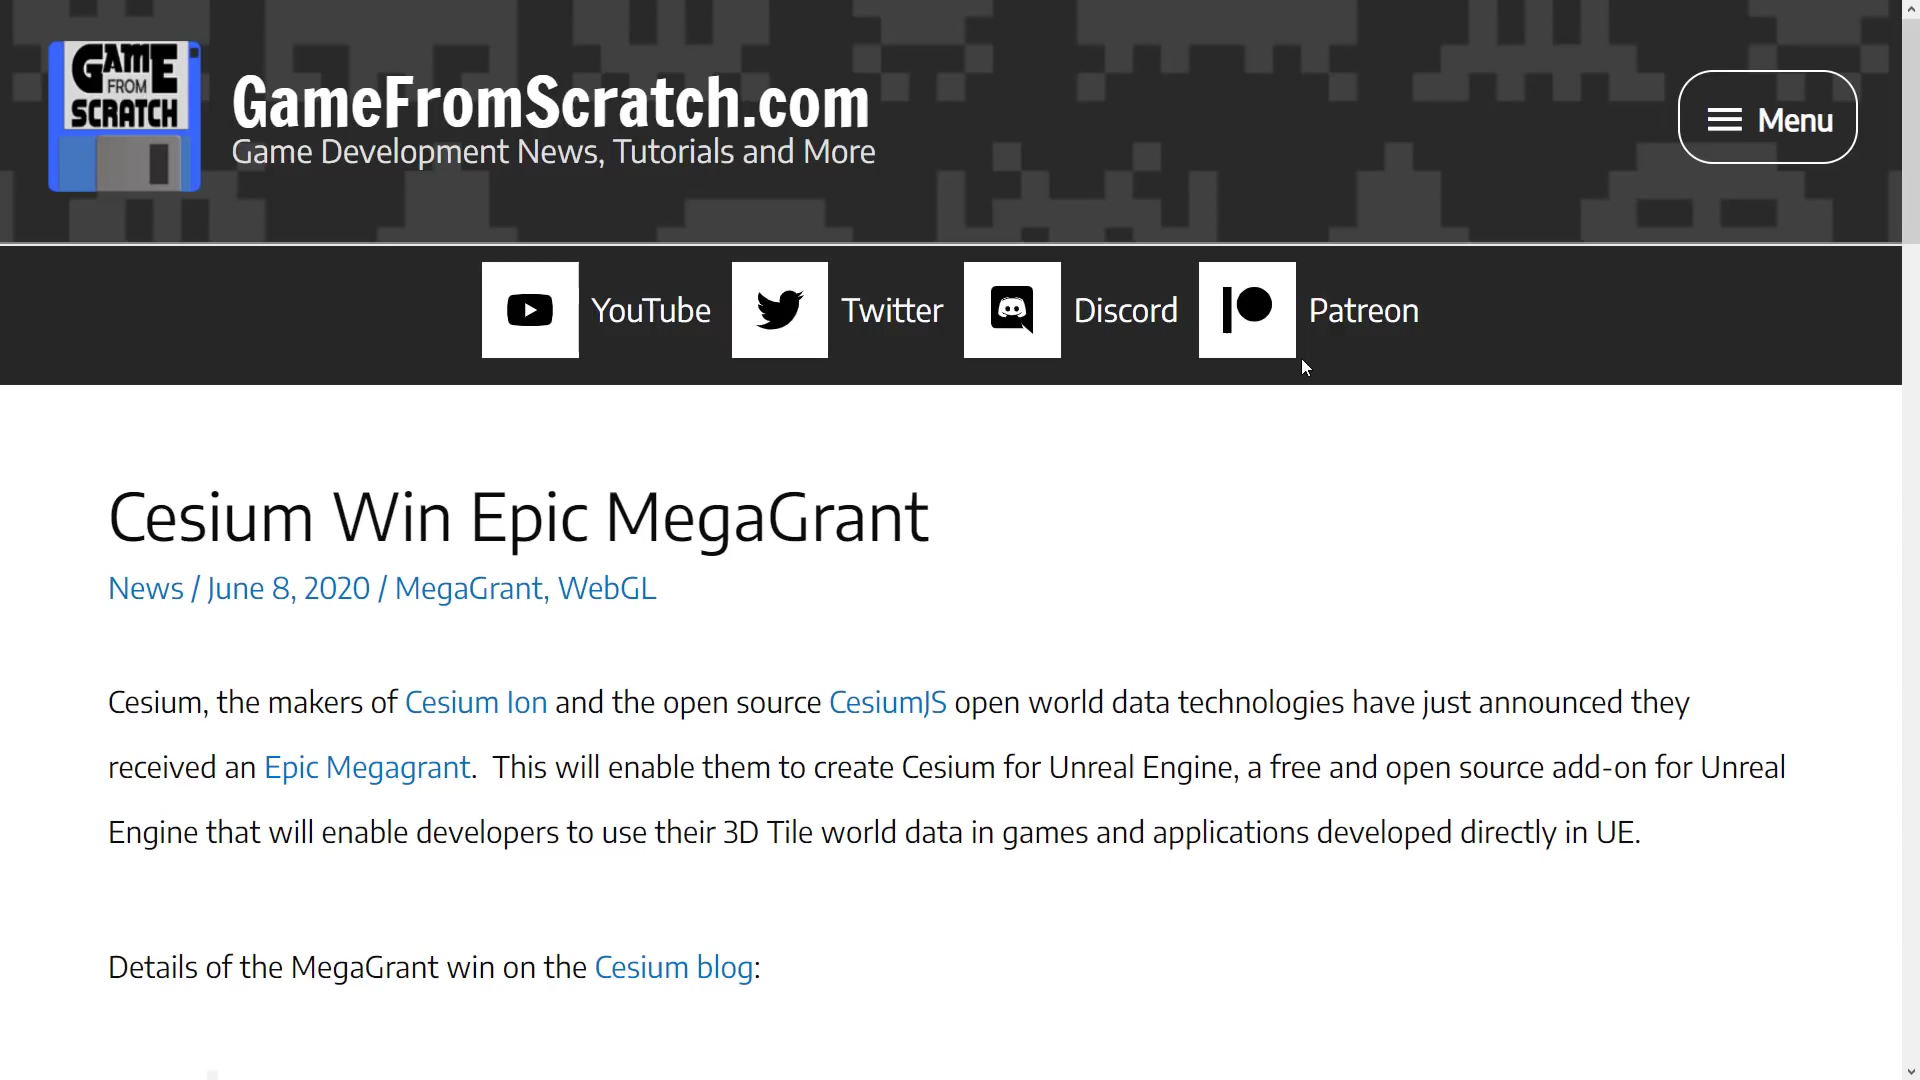 GAME
FROM
SCRATCH
GameFromScratch.com
Game Development News, Tutorials and More
Menu
YouTube
Twitter
Discord
Patreon
Cesium Win Epic MegaGrant
News / June 8, 2020 / MegaGrant, WebGL
Cesium, the makers of Cesium Ion and the open source CesiumJS open world data technologies have just announced they
received an Epic Megagrant.  This will enable them to create Cesium for Unreal Engine, a free and open source add-on for Unreal
Engine that will enable developers to use their 3D Tile world data in games and applications developed directly in UE.
Details of the MegaGrant win on the Cesium blog: